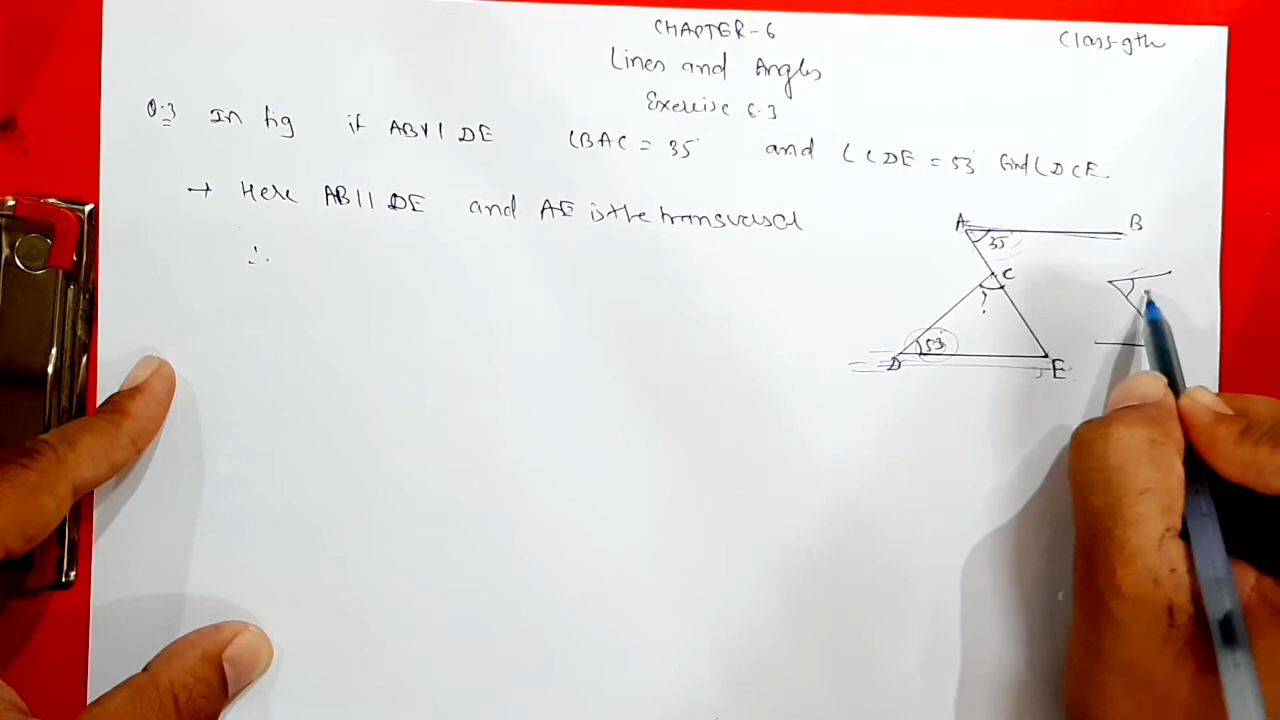 CHAPTER-6
Class-9th
Lines and Angles
Exercise 6.3
Q.3 In fig if AB || DE ∠BAC = 35° and ∠CDE = 53° find ∠DCE.
→ Here AB || DE and AE is the transversal
∴
A B
35
C
?
53°
D E